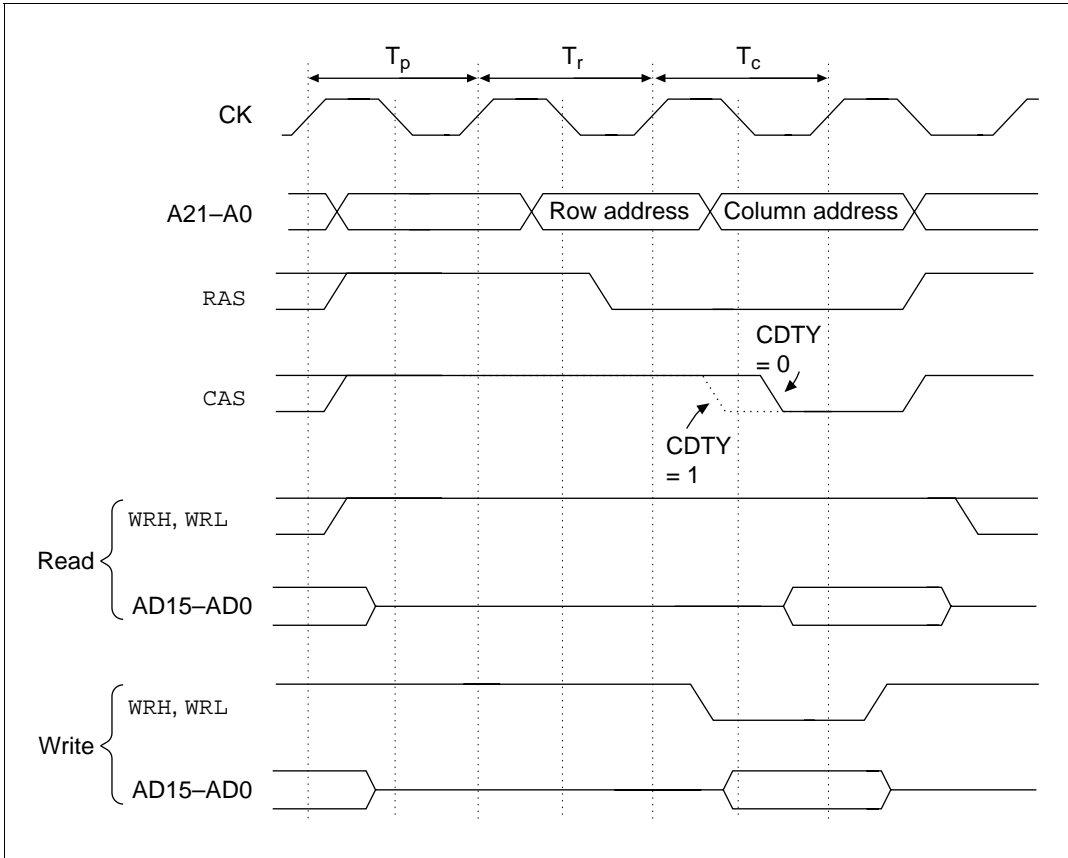 Tp Tr Tc
CK
A21–A0 Row address Column address
RAS
CDTY
= 0
CAS
CDTY
= 1
WRH, WRL
Read
AD15–AD0
WRH, WRL
Write
AD15–AD0